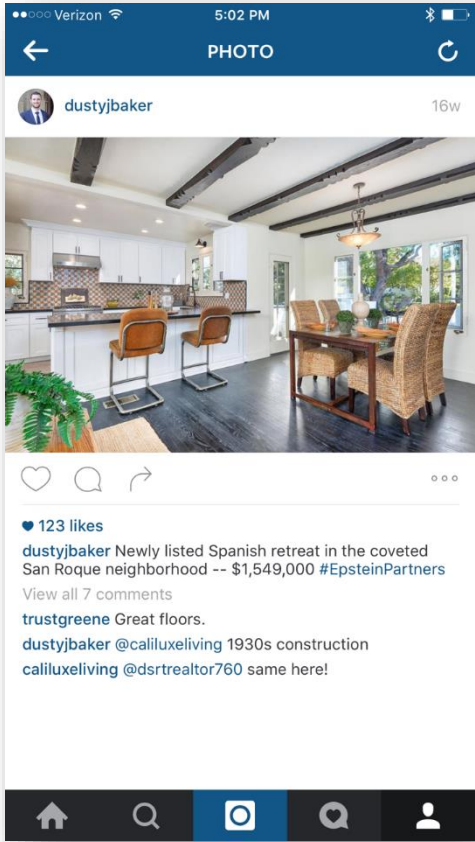 Verizon 5:02 PM
PHOTO
dustyjbaker 16w
123 likes
dustyjbaker Newly listed Spanish retreat in the coveted
San Roque neighborhood -- $1,549,000 #EpsteinPartners
View all 7 comments
trustgreene Great floors.
dustyjbaker @caliluxeliving 1930s construction
caliluxeliving @dsrtrealtor760 same here!